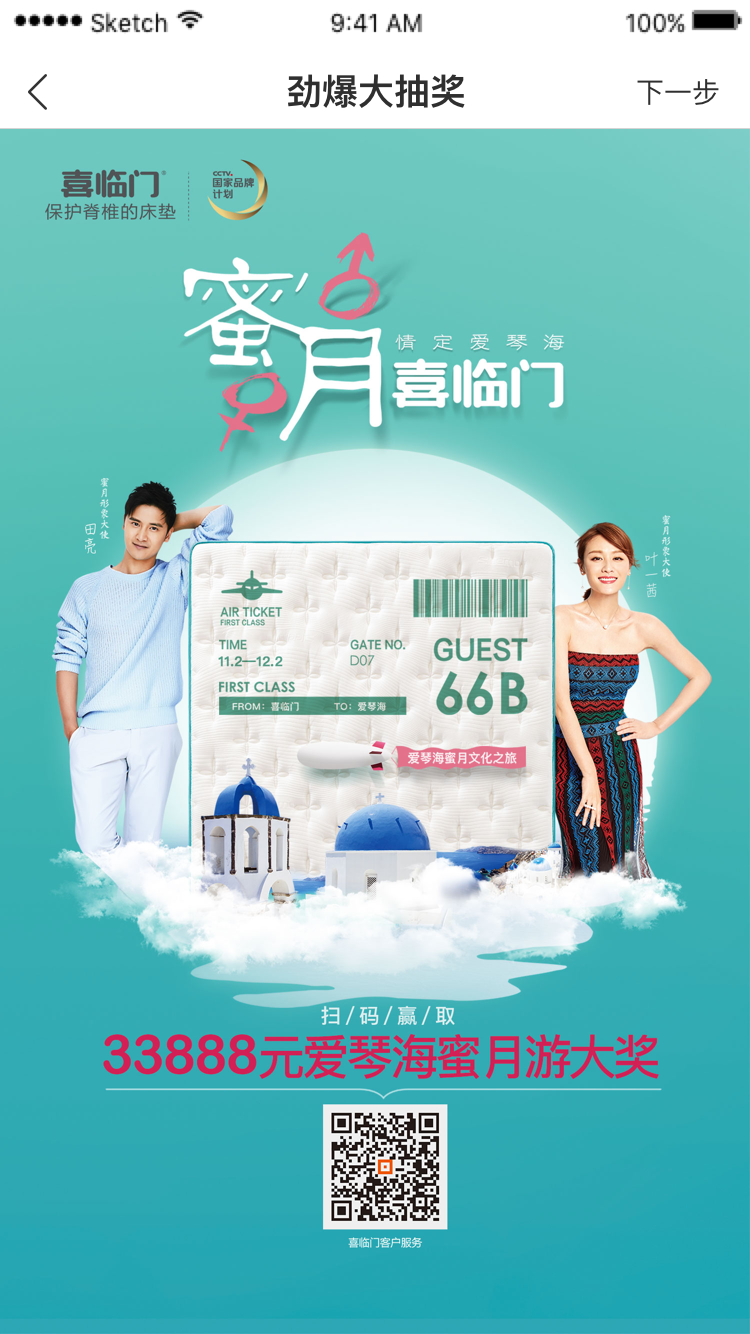 Sketch 9:41 AM 100%
劲爆大抽奖
下一步
喜临门®
保护脊椎的床垫
CCTV.
国家品牌
计划
蜜月
情定爱琴海
喜临门
蜜月形象大使
田亮
蜜月形象大使
叶一茜
AIR TICKET
FIRST CLASS
TIME
11.2—12.2
GATE NO.
D07
GUEST
66B
FIRST CLASS
FROM：喜临门 TO：爱琴海
爱琴海蜜月文化之旅
扫/码/赢/取
33888元爱琴海蜜月游大奖
喜临门客户服务